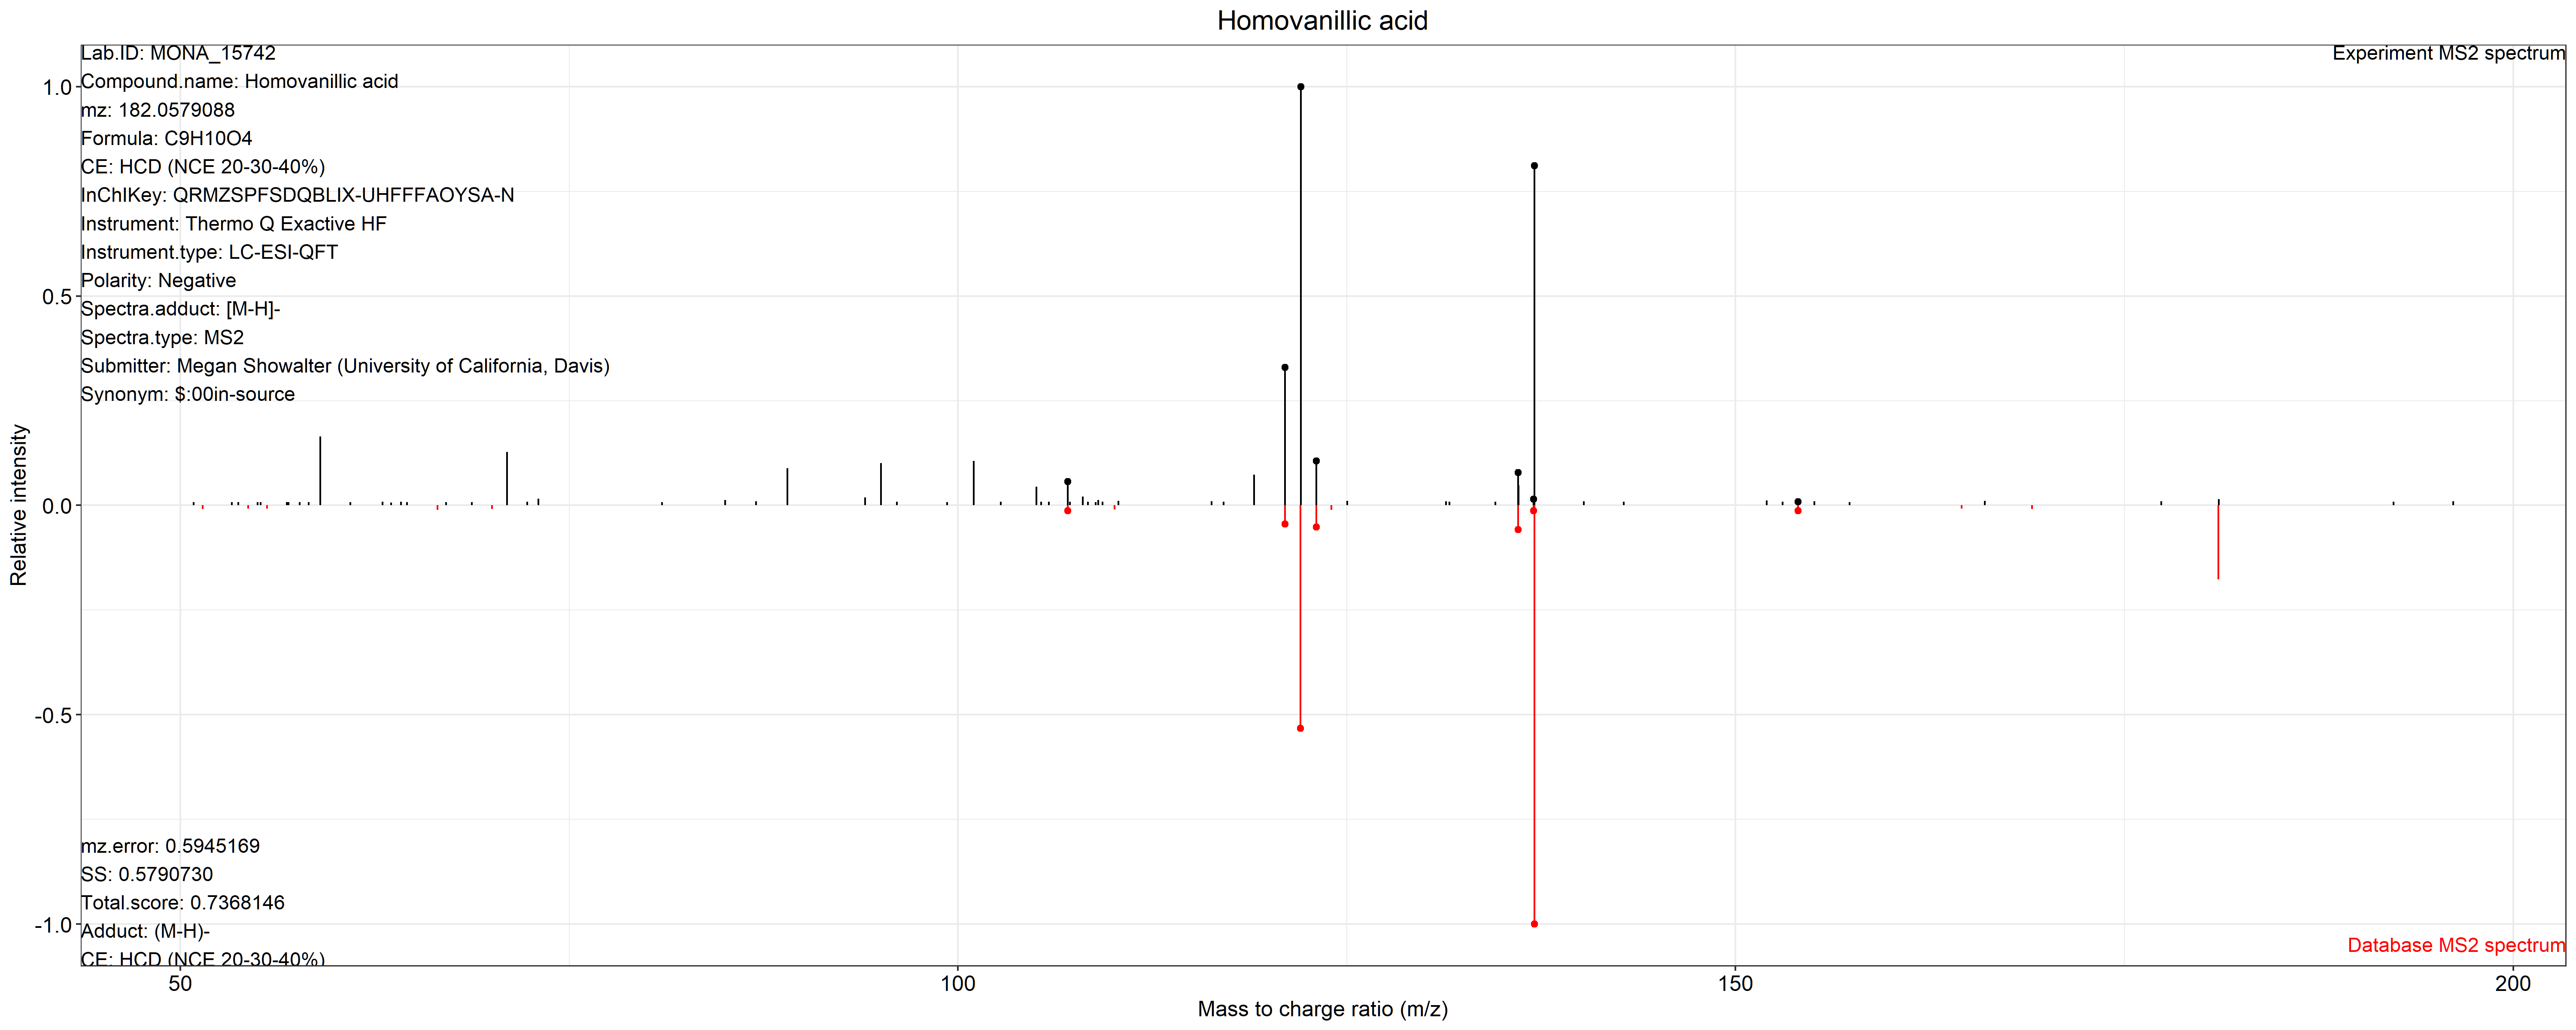 Homovanillic acid
Lab.ID: MONA_15742
Experiment MS2 spectrum
Compound.name: Homovanillic acid
mz: 182.0579088
Formula: C9H10O4
CE: HCD (NCE 20-30-40%)
InChIKey: QRMZSPFSDQBLIX-UHFFFAOYSA-N
Instrument: Thermo Q Exactive HF
Instrument.type: LC-ESI-QFT
Polarity: Negative
Spectra.adduct: [M-H]-
Spectra.type: MS2
Submitter: Megan Showalter (University of California, Davis)
Synonym: $:00in-source
1.0
0.5
0.0
-0.5
-1.0
Relative intensity
mz.error: 0.5945169
SS: 0.5790730
Total.score: 0.7368146
Adduct: (M-H)-
CE: HCD (NCE 20-30-40%)
Database MS2 spectrum
50
100
150
200
Mass to charge ratio (m/z)